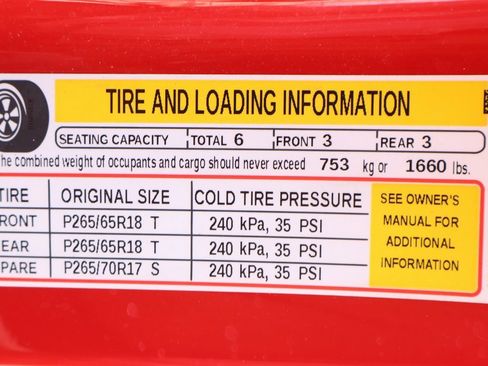 TIRE AND LOADING INFORMATION
SEATING CAPACITY TOTAL 6 FRONT 3 REAR 3
he combined weight of occupants and cargo should never exceed 753 kg or 1660 lbs.
TIRE ORIGINAL SIZE COLD TIRE PRESSURE SEE OWNER'S
RONT P265/65R18 T 240 kPa, 35 PSI MANUAL FOR
EAR P265/65R18 T 240 kPa, 35 PSI ADDITIONAL
PARE P265/70R17 S 240 kPa, 35 PSI INFORMATION